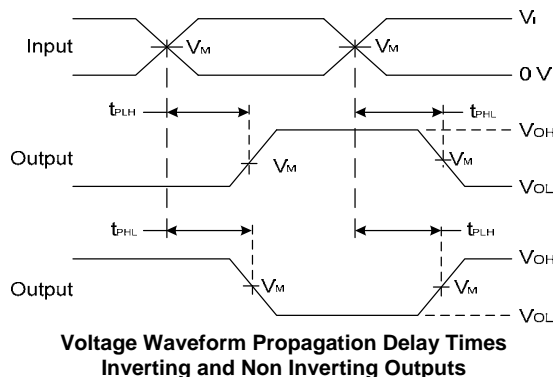 VI
Input
VM
VM
0 V
tPLH
tPHL
VOH
Output
VM
VM
VOL
tPHL
tPLH
VOH
Output
VM
VM
VOL
Voltage Waveform Propagation Delay Times
Inverting and Non Inverting Outputs